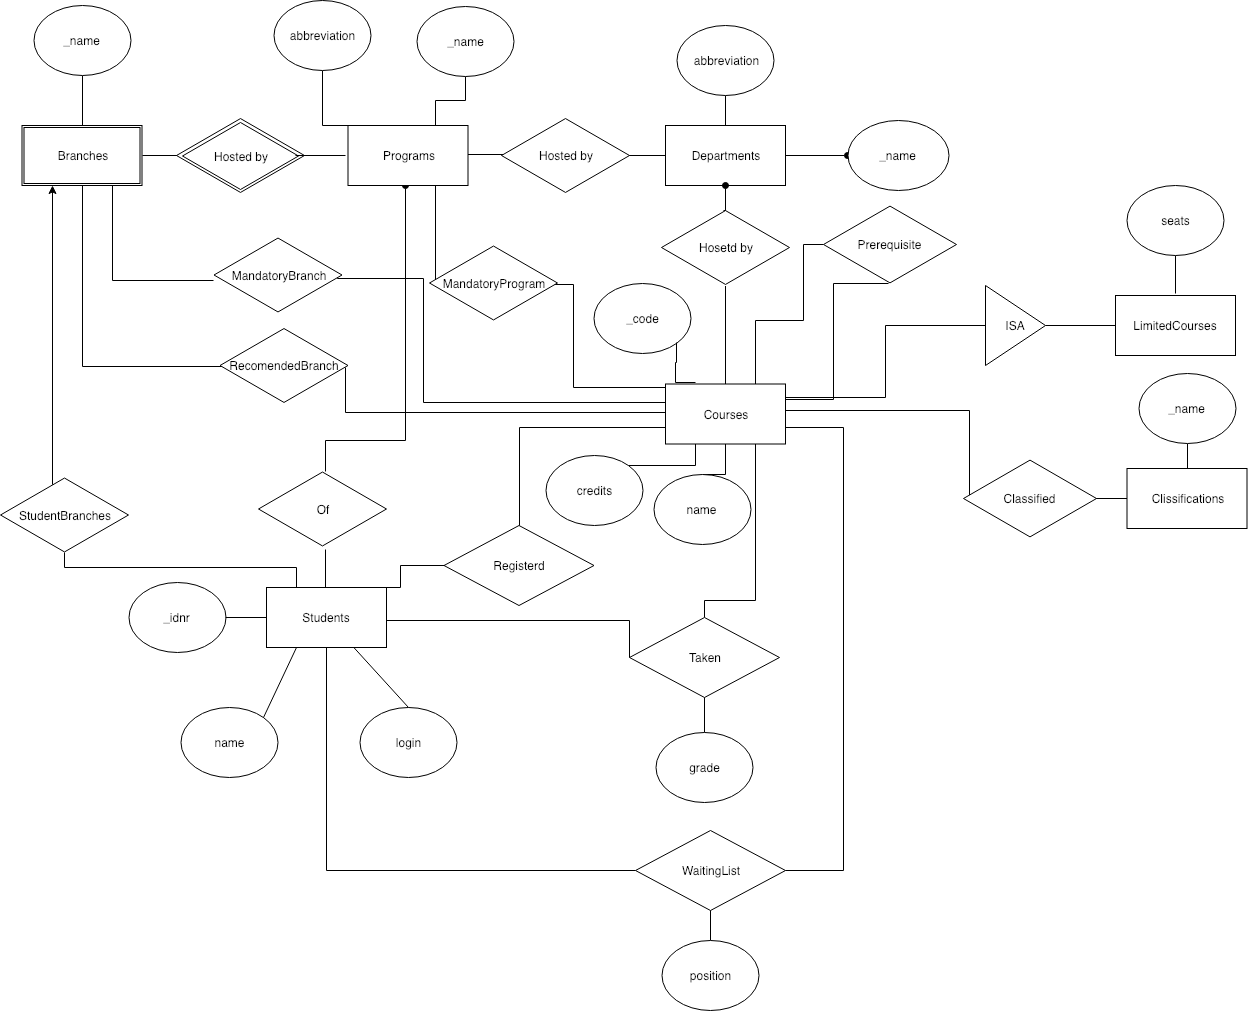 _name
abbreviation
_name
abbreviation
Branches
Hosted by
Programs
Hosted by
Departments
_name
seats
Hosetd by
Prerequisite
MandatoryBranch
MandatoryProgram
_code
ISA
LimitedCourses
RecomendedBranch
Courses
_name
credits
name
Classified
Clissifications
StudentBranches
Of
Registerd
_idnr
Students
Taken
name
login
grade
WaitingList
position